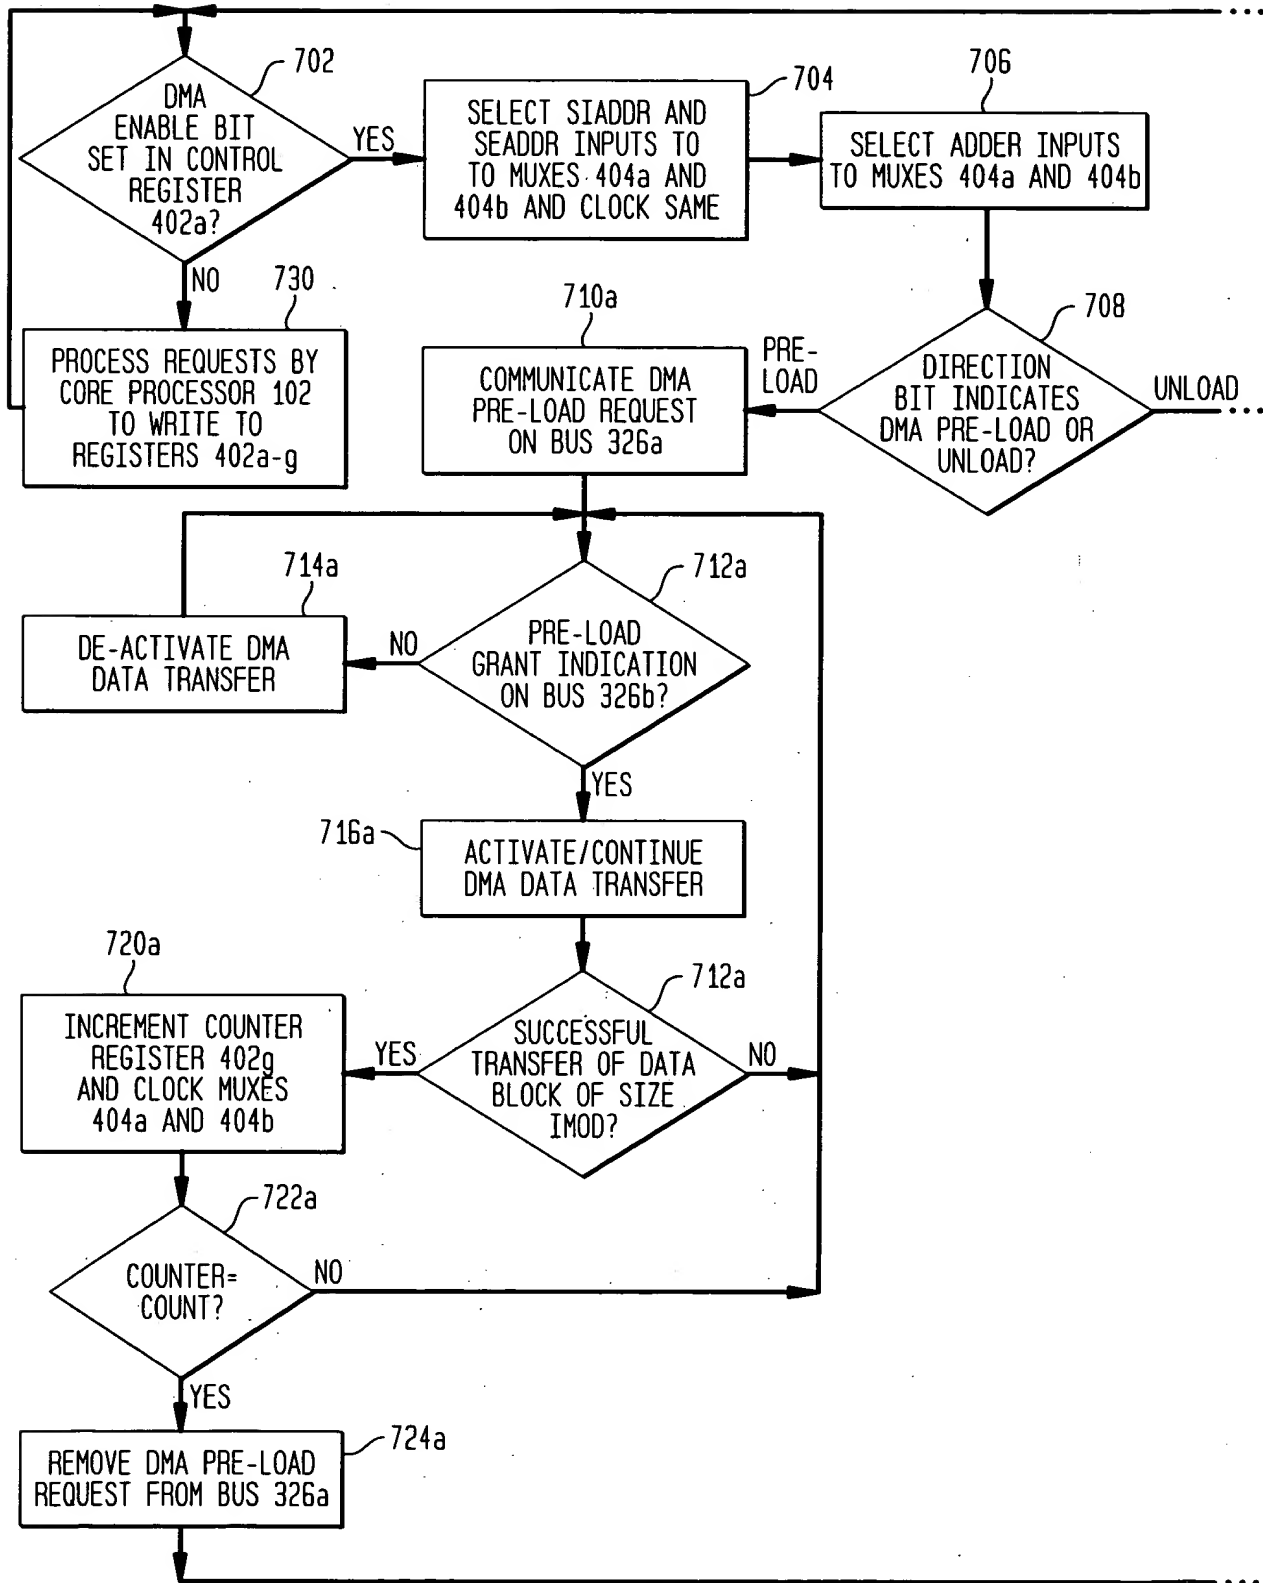 702
DMA
ENABLE BIT
SET IN CONTROL
REGISTER
402a?
YES
NO
704
SELECT SIADDR AND
SEADDR INPUTS TO
TO MUXES 404a AND
404b AND CLOCK SAME
706
SELECT ADDER INPUTS
TO MUXES 404a AND 404b
730
PROCESS REQUESTS BY
CORE PROCESSOR 102
TO WRITE TO
REGISTERS 402a-g
708
DIRECTION
BIT INDICATES
DMA PRE-LOAD OR
UNLOAD?
PRE-
LOAD
UNLOAD
710a
COMMUNICATE DMA
PRE-LOAD REQUEST
ON BUS 326a
712a
PRE-LOAD
GRANT INDICATION
ON BUS 326b?
NO
YES
714a
DE-ACTIVATE DMA
DATA TRANSFER
716a
ACTIVATE/CONTINUE
DMA DATA TRANSFER
712a
SUCCESSFUL
TRANSFER OF DATA
BLOCK OF SIZE
IMOD?
YES
NO
720a
INCREMENT COUNTER
REGISTER 402g
AND CLOCK MUXES
404a AND 404b
722a
COUNTER=
COUNT?
NO
YES
724a
REMOVE DMA PRE-LOAD
REQUEST FROM BUS 326a